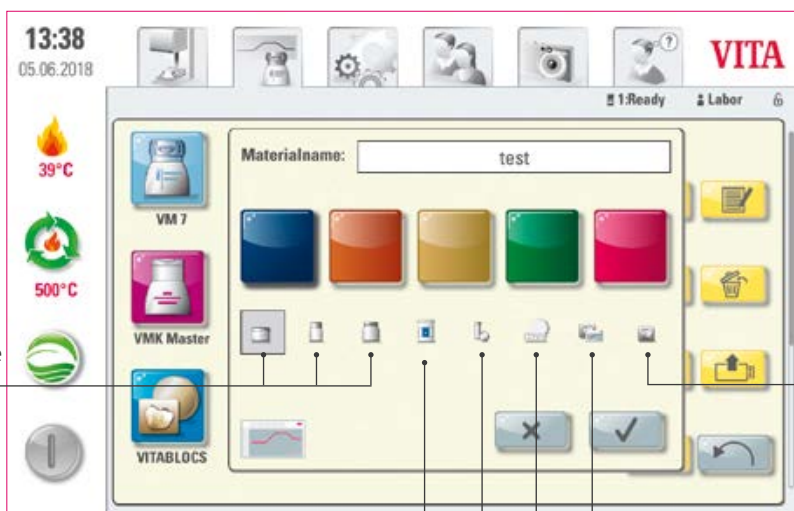 13:38
05.06.2018
VITA
1:Ready
Labor
39°C
Materialname:
test
VM 7
500°C
VMK Master
VITABLOCS